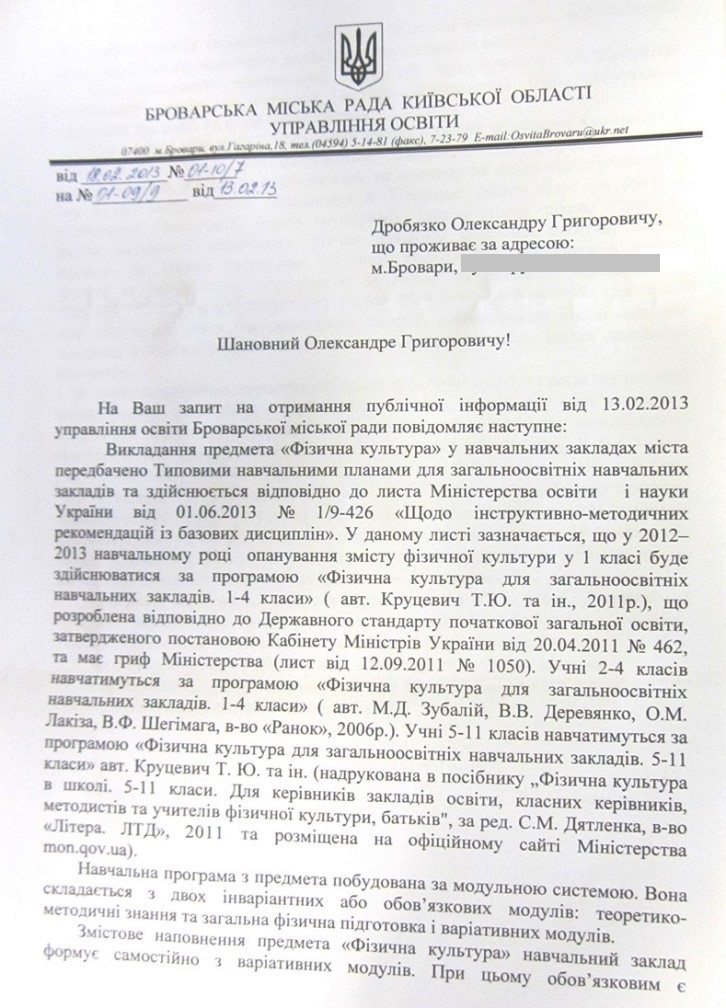 БРОВАРСЬКА МІСЬКА РАДА КИЇВСЬКОЇ ОБЛАСТІ
УПРАВЛІННЯ ОСВІТИ
07400 м.Бровари, вул.Гагаріна,18, тел.(04594) 5-14-81 (факс), 7-23-79 E-mail:OsvitaBrovaru@ukr.net
від 18.02.2013 № 01-10/7
на № 01-09/9 від 13.02.13
Дробязко Олександру Григоровичу,
що проживає за адресою:
м.Бровари,
Шановний Олександре Григоровичу!
На Ваш запит на отримання публічної інформації від 13.02.2013
управління освіти Броварської міської ради повідомляє наступне:
Викладання предмета «Фізична культура» у навчальних закладах міста
передбачено Типовими навчальними планами для загальноосвітніх навчальних
закладів та здійснюється відповідно до листа Міністерства освіти і науки
України від 01.06.2013 № 1/9-426 «Щодо інструктивно-методичних
рекомендацій із базових дисциплін». У даному листі зазначається, що у 2012–
2013 навчальному році опанування змісту фізичної культури у 1 класі буде
здійснюватися за програмою «Фізична культура для загальноосвітніх
навчальних закладів. 1-4 класи» ( авт. Круцевич Т.Ю. та ін., 2011р.), що
розроблена відповідно до Державного стандарту початкової загальної освіти,
затвердженого постановою Кабінету Міністрів України від 20.04.2011 № 462,
та має гриф Міністерства (лист від 12.09.2011 № 1050). Учні 2-4 класів
навчатимуться за програмою «Фізична культура для загальноосвітніх
навчальних закладів. 1-4 класи» ( авт. М.Д. Зубалій, В.В. Деревянко, О.М.
Лакіза, В.Ф. Шегімага, в-во «Ранок», 2006р.). Учні 5-11 класів навчатимуться за
програмою «Фізична культура для загальноосвітніх навчальних закладів. 5-11
класи» авт. Круцевич Т. Ю. та ін. (надрукована в посібнику „Фізична культура
в школі. 5-11 класи. Для керівників закладів освіти, класних керівників,
методистів та учителів фізичної культури, батьків", за ред. С.М. Дятленка, в-во
«Літера. ЛТД», 2011 та розміщена на офіційному сайті Міністерства
mon.qov.ua).
Навчальна програма з предмета побудована за модульною системою. Вона
складається з двох інваріантних або обов’язкових модулів: теоретико-
методичні знання та загальна фізична підготовка і варіативних модулів.
Змістове наповнення предмета «Фізична культура» навчальний заклад
формує самостійно з варіативних модулів. При цьому обов’язковим є